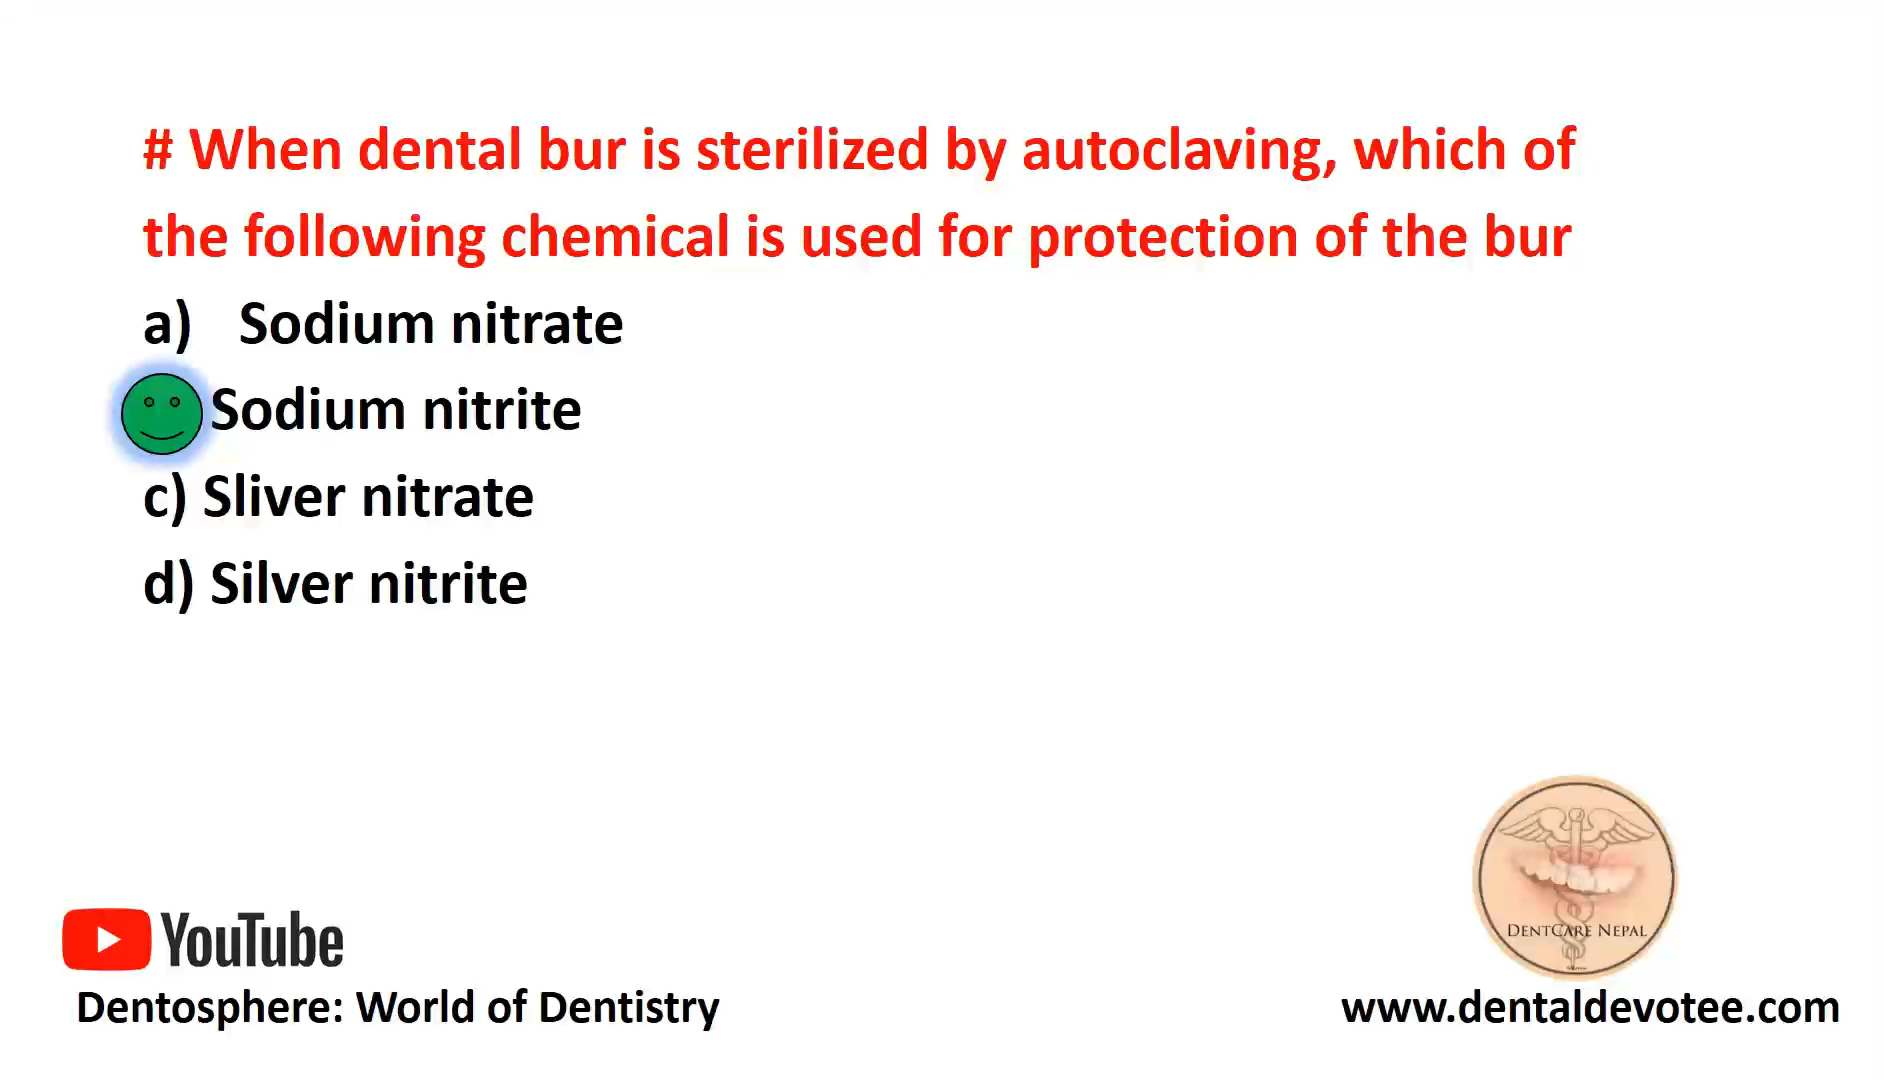 # When dental bur is sterilized by autoclaving, which of
the following chemical is used for protection of the bur
a) Sodium nitrate
Sodium nitrite
c) Sliver nitrate
d) Silver nitrite
DENTCARE NEPAL
YouTube
Dentosphere: World of Dentistry
www.dentaldevotee.com